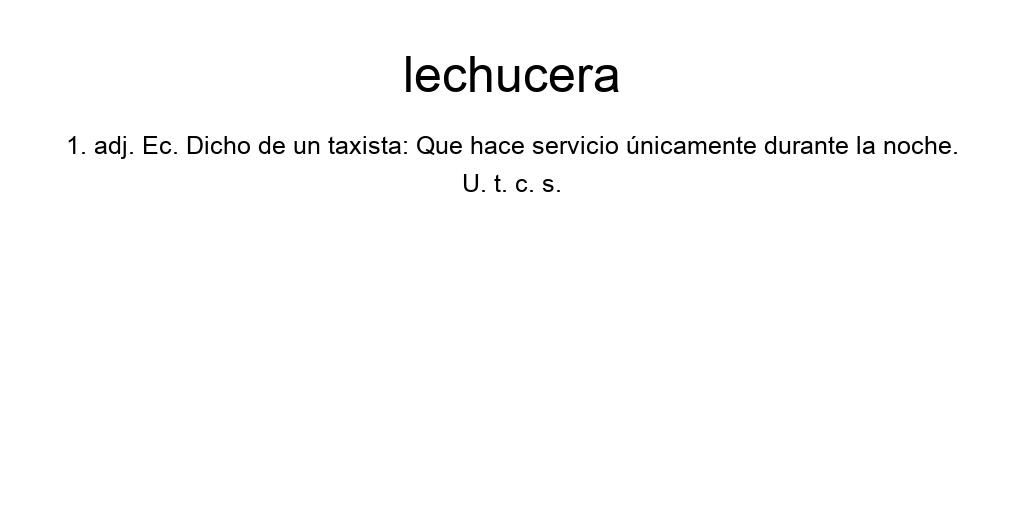 lechucera
1. adj. Ec. Dicho de un taxista: Que hace servicio únicamente durante la noche.
U. t. c. s.